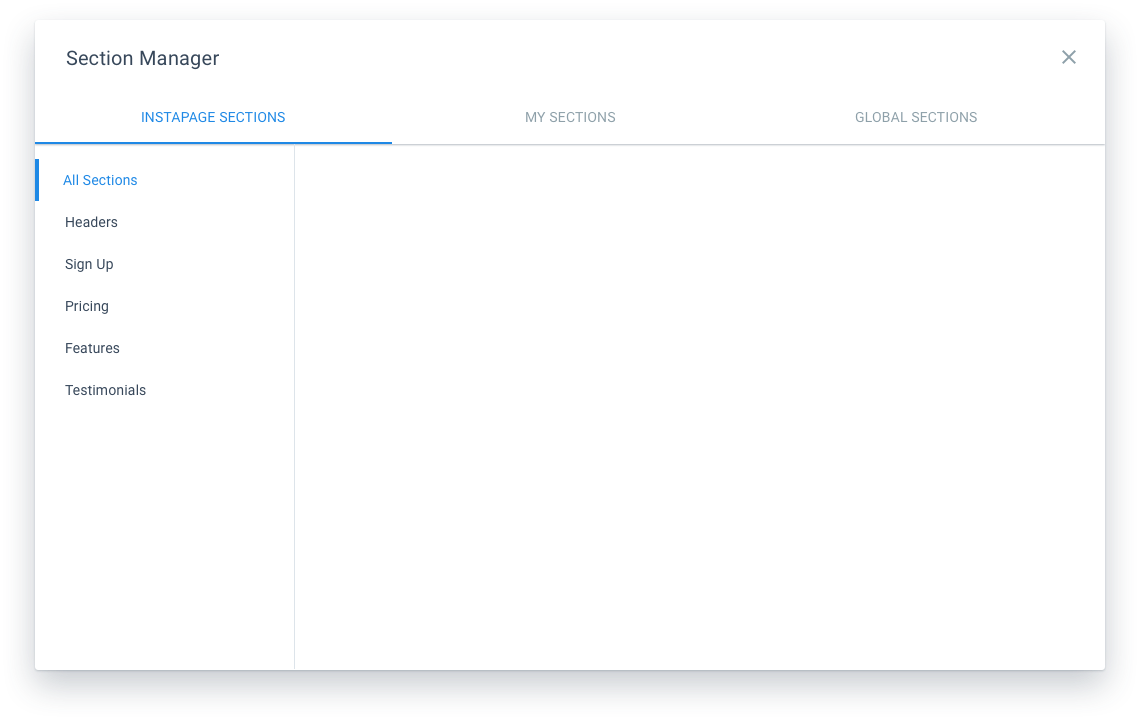 Section Manager
INSTAPAGE SECTIONS
MY SECTIONS
GLOBAL SECTIONS
All Sections
Headers
Sign Up
Pricing
Features
Testimonials